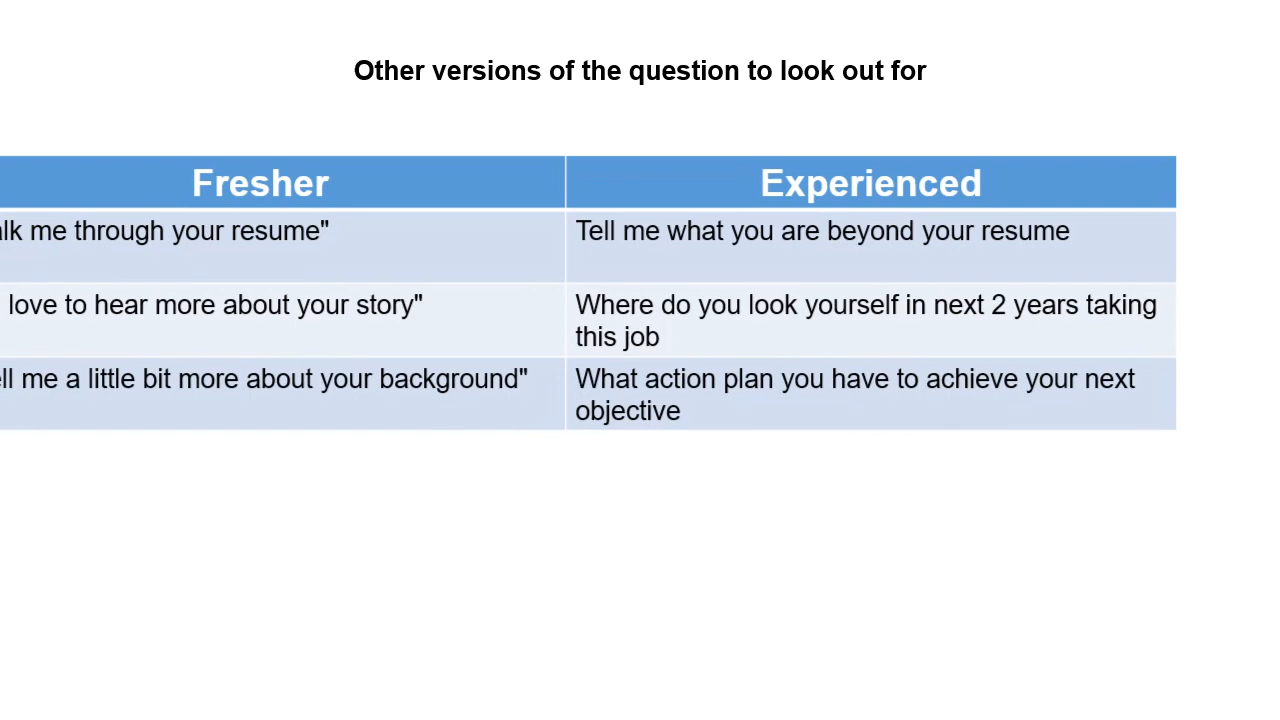 Other versions of the question to look out for
Fresher
Experienced
me through your resume"
Tell me what you are beyond your resume
love to hear more about your story"
Where do you look yourself in next 2 years taking
this job
me a little bit more about your background"
What action plan you have to achieve your next
objective